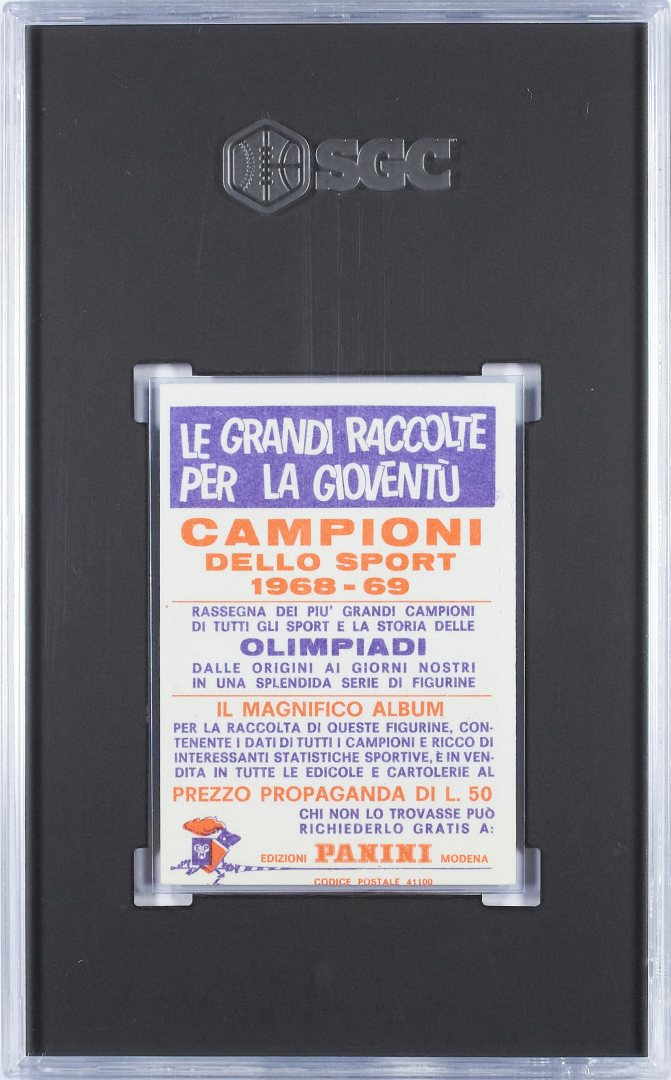 SGC
LE GRANDI RACCOLTE
PER LA GIOVENTÙ
CAMPIONI
DELLO SPORT
1968 - 69
RASSEGNA DEI PIU' GRANDI CAMPIONI
DI TUTTI GLI SPORT E LA STORIA DELLE
OLIMPIADI
DALLE ORIGINI AI GIORNI NOSTRI
IN UNA SPLENDIDA SERIE DI FIGURINE
IL MAGNIFICO ALBUM
PER LA RACCOLTA DI QUESTE FIGURINE, CON-
TENENTE I DATI DI TUTTI I CAMPIONI E RICCO DI
INTERESSANTI STATISTICHE SPORTIVE, È IN VEN-
DITA IN TUTTE LE EDICOLE E CARTOLERIE AL
PREZZO PROPAGANDA DI L. 50
CHI NON LO TROVASSE PUÒ
RICHIEDERLO GRATIS A:
EDIZIONI PANINI MODENA
CODICE POSTALE 41100